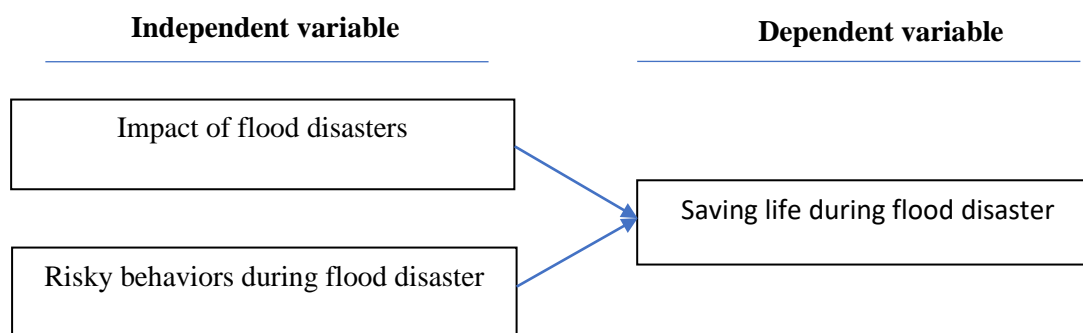 Independent variable
Dependent variable
Impact of flood disasters
Saving life during flood disaster
Risky behaviors during flood disaster